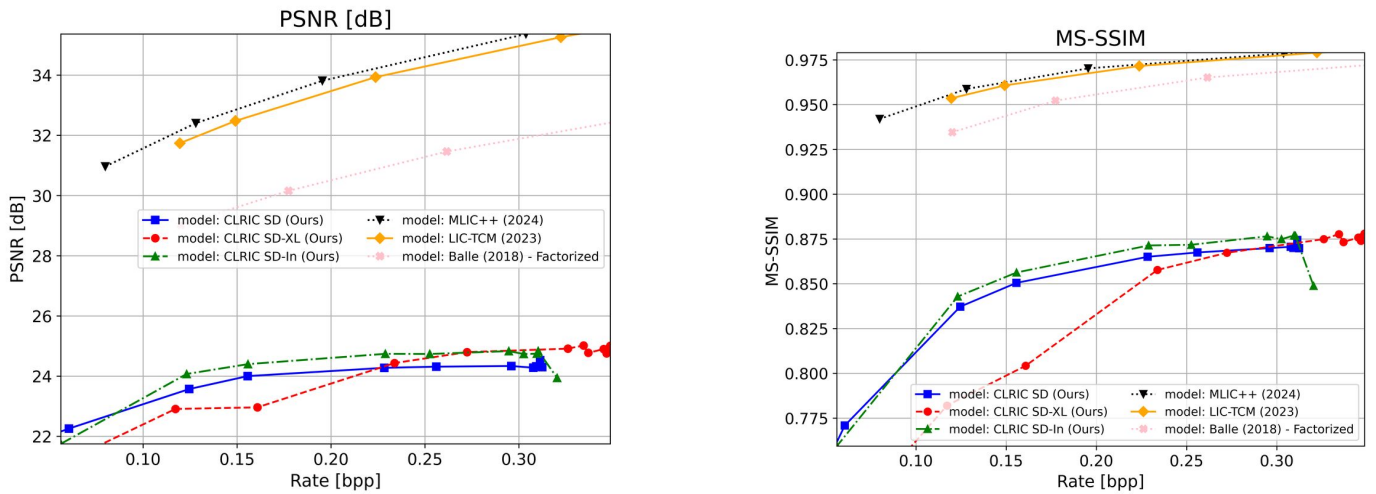 PSNR [dB]
PSNR [dB]
34
32
30
28
26
24
22
model: CLRIC SD (Ours)
model: CLRIC SD-XL (Ours)
model: CLRIC SD-In (Ours)
model: MLIC++ (2024)
model: LIC-TCM (2023)
model: Balle (2018) - Factorized
0.10 0.15 0.20 0.25 0.30
Rate [bpp]
MS-SSIM
MS-SSIM
0.975
0.950
0.925
0.900
0.875
0.850
0.825
0.800
0.775
model: CLRIC SD (Ours)
model: CLRIC SD-XL (Ours)
model: CLRIC SD-In (Ours)
model: MLIC++ (2024)
model: LIC-TCM (2023)
model: Balle (2018) - Factorized
0.10 0.15 0.20 0.25 0.30
Rate [bpp]